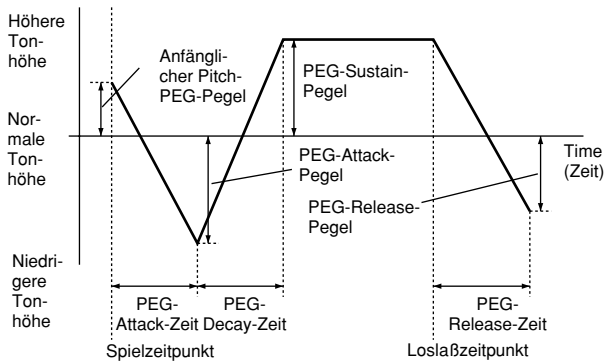 Höhere
Ton-
höhe
Anfängli-
cher Pitch-
PEG-Pegel
PEG-Sustain-
Pegel
Nor-
male
Ton-
höhe
PEG-Attack-
Pegel
Time
(Zeit)
PEG-Release-
Pegel
Niedri-
gere
Ton-
höhe
PEG-
Attack-Zeit
PEG-
Decay-Zeit
PEG-
Release-Zeit
Spielzeitpunkt
Loslaßzeitpunkt